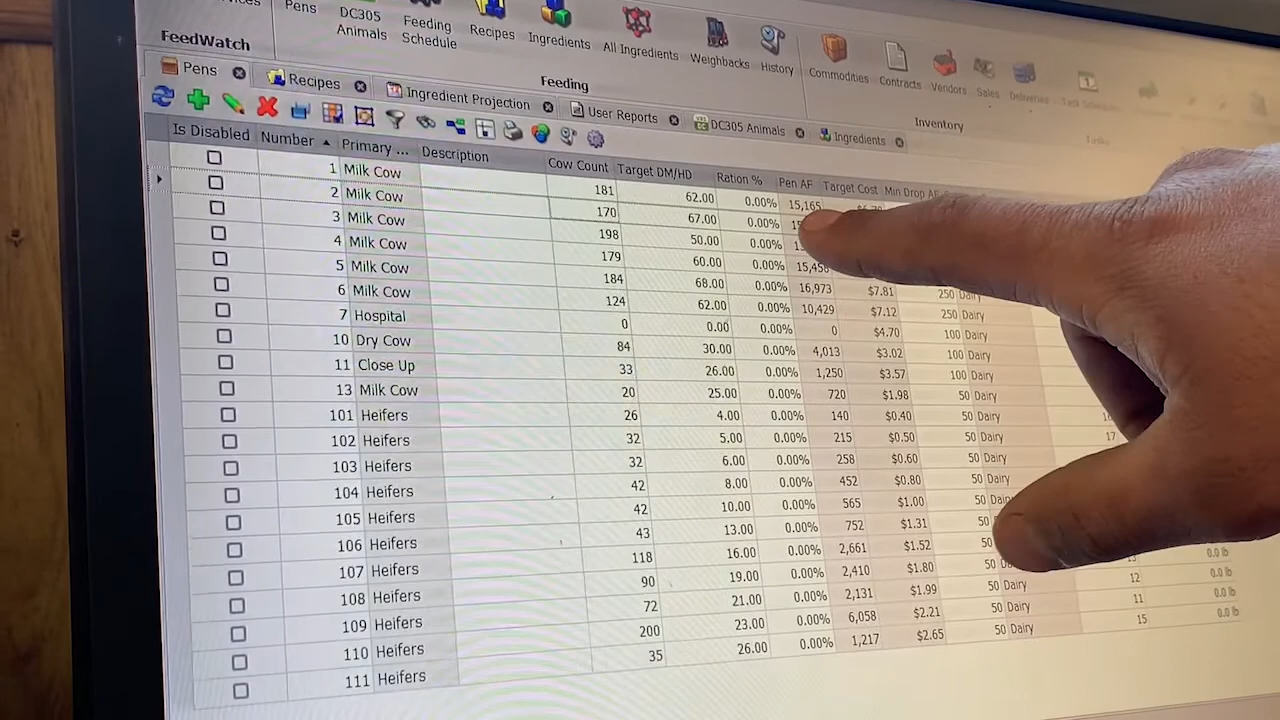 Pens DC305 Animals Feeding Schedule Recipes Ingredients All Ingredients Weighbacks History Commodities Contracts Vendors Sales Deliveries
FeedWatch Feeding Inventory Tasks
Pens Recipes Ingredient Projection User Reports DC305 Animals Ingredients
Is Disabled Number Primary ... Description Cow Count Target DM/HD Ration % Pen AF Target Cost Min Drop AF
1 Milk Cow 181 62.00 0.00% 15,165
2 Milk Cow 170 67.00 0.00%
3 Milk Cow 198 50.00 0.00%
4 Milk Cow 179 60.00 0.00% 15,458
5 Milk Cow 184 68.00 0.00% 16,973 $7.81 250 Dairy
6 Milk Cow 124 62.00 0.00% 10,429 $7.12 250 Dairy
7 Hospital 0 0.00 0.00% 0 $4.70 100 Dairy
10 Dry Cow 84 30.00 0.00% 4,013 $3.02 100 Dairy
11 Close Up 33 26.00 0.00% 1,250 $3.57 100 Dairy
13 Milk Cow 20 25.00 0.00% 720 $1.98 50 Dairy
101 Heifers 26 4.00 0.00% 140 $0.40 50 Dairy
102 Heifers 32 5.00 0.00% 215 $0.50 50 Dairy 17
103 Heifers 32 6.00 0.00% 258 $0.60 50 Dairy
104 Heifers 42 8.00 0.00% 452 $0.80 50 Dairy
105 Heifers 42 10.00 0.00% 565 $1.00 50 Dairy
106 Heifers 43 13.00 0.00% 752 $1.31 50
107 Heifers 118 16.00 0.00% 2,661 $1.52 50
108 Heifers 90 19.00 0.00% 2,410 $1.80 50 0.0 lb
109 Heifers 72 21.00 0.00% 2,131 $1.99 50 Dairy 12 0.0 lb
110 Heifers 200 23.00 0.00% 6,058 $2.21 50 Dairy 11 0.0 lb
111 Heifers 35 26.00 0.00% 1,217 $2.65 50 Dairy 15 0.0 lb